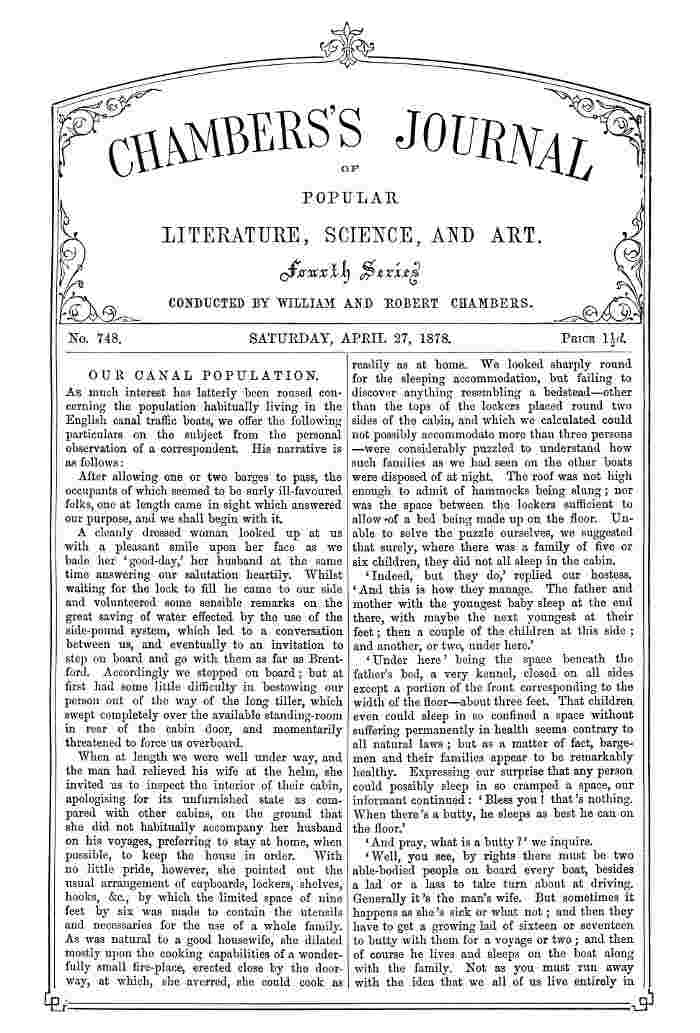 CHAMBERS'S JOURNAL
OF
POPULAR
LITERATURE, SCIENCE, AND ART.
Fourth Series
CONDUCTED BY WILLIAM AND ROBERT CHAMBERS.
No. 748.
SATURDAY, APRIL 27, 1878.
PRICE 1½d.
OUR CANAL POPULATION.
As much interest has latterly been roused con-
cerning the population habitually living in the
English canal traffic boats, we offer the following
particulars on the subject from the personal
observation of a correspondent. His narrative is
as follows:
After allowing one or two barges to pass, the
occupants of which seemed to be surly ill-favoured
folks, one at length came in sight which answered
our purpose, and we shall begin with it.
A cleanly dressed woman looked up at us
with a pleasant smile upon her face as we
bade her 'good-day,' her husband at the same
time answering our salutation heartily. Whilst
waiting for the lock to fill he came to our side
and volunteered some sensible remarks on the
great saving of water effected by the use of the
side-pound system, which led to a conversation
between us, and eventually to an invitation to
step on board and go with them as far as Brent-
ford. Accordingly we stepped on board; but at
first had some little difficulty in bestowing our
person out of the way of the long tiller, which
swept completely over the available standing-room
in rear of the cabin door, and momentarily
threatened to force us overboard.
When at length we were well under way, and
the man had relieved his wife at the helm, she
invited us to inspect the interior of their cabin,
apologising for its unfurnished state as com-
pared with other cabins, on the ground that
she did not habitually accompany her husband
on his voyages, preferring to stay at home, when
possible, to keep the house in order. With
no little pride, however, she pointed out the
usual arrangement of cupboards, lockers, shelves,
hooks, &c., by which the limited space of nine
feet by six was made to contain the utensils
and necessaries for the use of a whole family.
As was natural to a good housewife, she dilated
mostly upon the cooking capabilities of a wonder-
fully small fire-place, erected close by the door-
way, at which, she averred, she could cook as
readily as at home. We looked sharply round
for the sleeping accommodation, but failing to
discover anything resembling a bedstead—other
than the tops of the lockers placed round two
sides of the cabin, and which we calculated could
not possibly accommodate more than three persons
—were considerably puzzled to understand how
such families as we had seen on the other boats
were disposed of at night. The roof was not high
enough to admit of hammocks being slung; nor
was the space between the lockers sufficient to
allow of a bed being made up on the floor. Un-
able to solve the puzzle ourselves, we suggested
that surely, where there was a family of five or
six children, they did not all sleep in the cabin.
'Indeed, but they do,' replied our hostess.
'And this is how they manage. The father and
mother with the youngest baby sleep at the end
there, with maybe the next youngest at their
feet; then a couple of the children at this side;
and another, or two, under here.'
'Under here' being the space beneath the
father's bed, a very kennel, closed on all sides
except a portion of the front corresponding to the
width of the floor—about three feet. That children
even could sleep in so confined a space without
suffering permanently in health seems contrary to
all natural laws; but as a matter of fact, barge-
men and their families appear to be remarkably
healthy. Expressing our surprise that any person
could possibly sleep in so cramped a space, our
informant continued: 'Bless you! that's nothing.
When there's a butty, he sleeps as best he can on
the floor.'
'And pray, what is a butty?' we inquire.
'Well, you see, by rights there must be two
able-bodied people on board every boat, besides
a lad or a lass to take turn about at driving.
Generally it's the man's wife. But sometimes it
happens as she's sick or what not; and then they
have to get a growing lad of sixteen or seventeen
to butty with them for a voyage or two; and then
of course he lives and sleeps on the boat along
with the family. Not as you must run away
with the idea that we all of us live entirely in